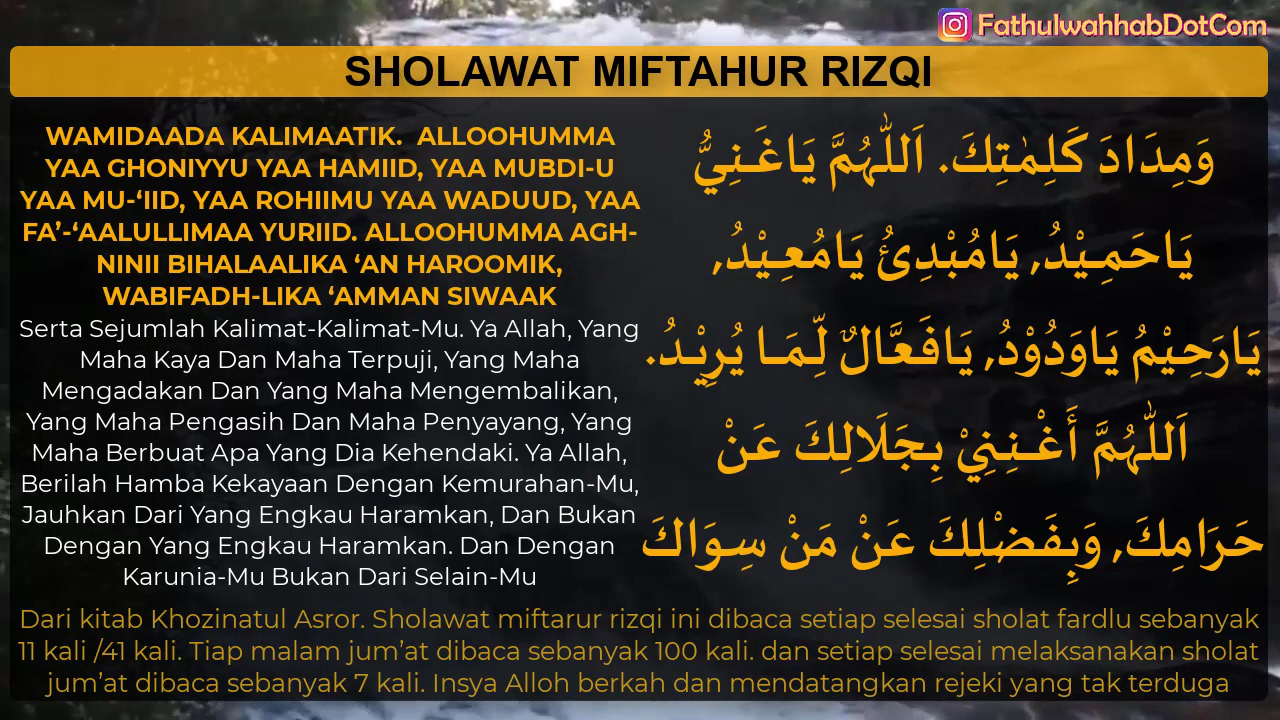 FathulwahhabDotCom
SHOLAWAT MIFTAHUR RIZQI
WAMIDAADA KALIMAATIK.  ALLOOHUMMA
YAA GHONIYYU YAA HAMIID, YAA MUBDI-U
YAA MU-‘IID, YAA ROHIIMU YAA WADUUD, YAA
FA’-‘AALULLIMAA YURIID. ALLOOHUMMA AGH-
NINII BIHALAALIKA ‘AN HAROOMIK,
WABIFADH-LIKA ‘AMMAN SIWAAK
Serta Sejumlah Kalimat-Kalimat-Mu. Ya Allah, Yang
Maha Kaya Dan Maha Terpuji, Yang Maha
Mengadakan Dan Yang Maha Mengembalikan,
Yang Maha Pengasih Dan Maha Penyayang, Yang
Maha Berbuat Apa Yang Dia Kehendaki. Ya Allah,
Berilah Hamba Kekayaan Dengan Kemurahan-Mu,
Jauhkan Dari Yang Engkau Haramkan, Dan Bukan
Dengan Yang Engkau Haramkan. Dan Dengan
Karunia-Mu Bukan Dari Selain-Mu
وَمِدَادَ كَلِمٰتِكَ. اَللّٰهُمَّ يَاغَنِيُّ
يَاحَمِيْدُ, يَامُبْدِئُ يَامُعِيْدُ,
يَارَحِيْمُ يَاوَدُوْدُ, يَافَعَّالٌ لِّمَا يُرِيْدُ.
اَللّٰهُمَّ أَغْنِنِيْ بِجَلَالِكَ عَنْ
حَرَامِكَ, وَبِفَضْلِكَ عَنْ مَنْ سِوَاكَ
Dari kitab Khozinatul Asror. Sholawat miftarur rizqi ini dibaca setiap selesai sholat fardlu sebanyak
11 kali /41 kali. Tiap malam jum’at dibaca sebanyak 100 kali. dan setiap selesai melaksanakan sholat
jum’at dibaca sebanyak 7 kali. Insya Alloh berkah dan mendatangkan rejeki yang tak terduga